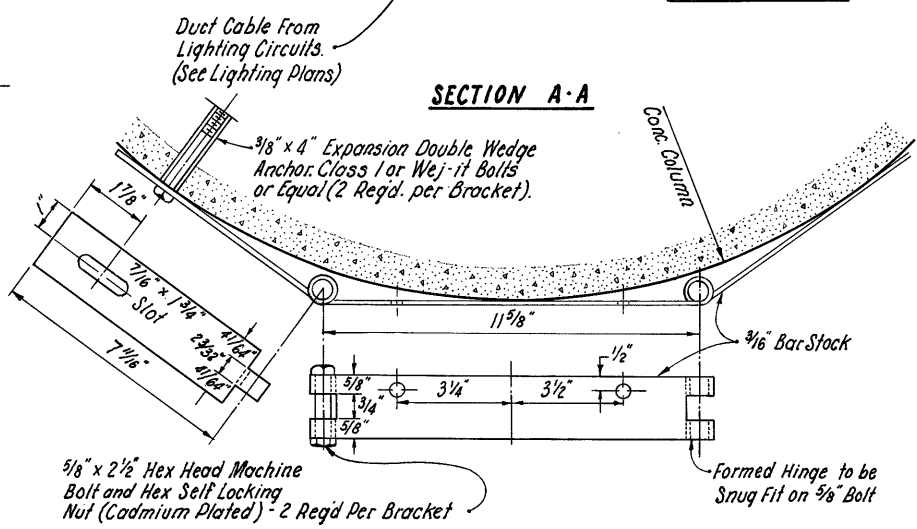 Duct Cable From
Lighting Circuits.
(See Lighting Plans)
SECTION A-A
3/8" x 4" Expansion Double Wedge
Anchor Class 1 or Wej-it Bolts
or Equal (2 Req'd. per Bracket).
Conc. Column
1"
1 7/8"
7/16" x 1 3/4"
Slot
41/64"
23/32"
41/64"
7 11/16"
11 5/8"
3/16" Bar Stock
1/2"
5/8"
3/4"
5/8"
3 1/4"
3 1/2"
5/8" x 2 1/2" Hex Head Machine
Bolt and Hex Self Locking
Nut (Cadmium Plated) - 2 Req'd Per Bracket
Formed Hinge to be
Snug Fit on 5/8" Bolt